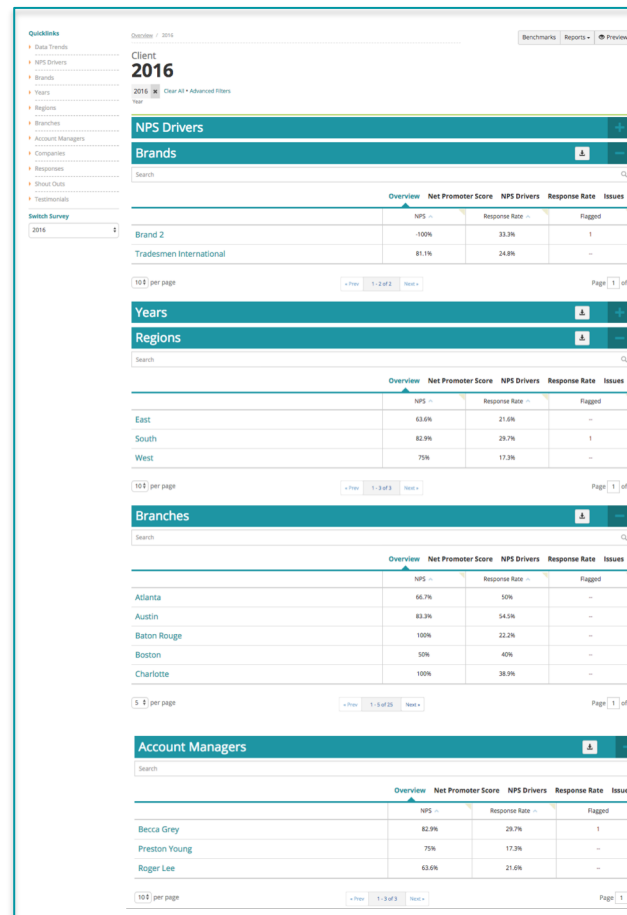 Quicklinks
Data Trends
NPS Drivers
Brands
Years
Regions
Branches
Account Managers
Companies
Responses
Shout Outs
Testimonials
Switch Survey
2016
Overview / 2016
Benchmarks Reports Preview
Client
2016
2016 × Clear All • Advanced Filters
Year
NPS Drivers
Brands
Search
Overview Net Promoter Score NPS Drivers Response Rate Issues
NPS Response Rate Flagged
Brand 2 -100% 33.3% 1
Tradesmen International 81.1% 24.8% –
10 per page « Prev 1 - 2 of 2 Next » Page 1 of
Years
Regions
Search
Overview Net Promoter Score NPS Drivers Response Rate Issues
NPS Response Rate Flagged
East 63.6% 21.6% –
South 82.9% 29.7% 1
West 75% 17.3% –
10 per page « Prev 1 - 3 of 3 Next » Page 1 of
Branches
Search
Overview Net Promoter Score NPS Drivers Response Rate Issues
NPS Response Rate Flagged
Atlanta 66.7% 50% –
Austin 83.3% 54.5% –
Baton Rouge 100% 22.2% –
Boston 50% 40% –
Charlotte 100% 38.9% –
5 per page « Prev 1 - 5 of 25 Next » Page 1 of
Account Managers
Search
Overview Net Promoter Score NPS Drivers Response Rate Issue
NPS Response Rate Flagged
Becca Grey 82.9% 29.7% 1
Preston Young 75% 17.3% –
Roger Lee 63.6% 21.6% –
10 per page « Prev 1 - 3 of 3 Next » Page 1